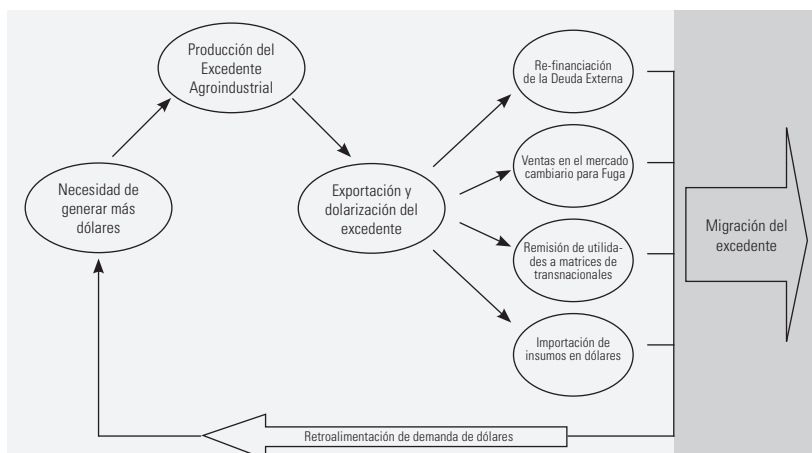 Producción del
Excedente
Agroindustrial
Necesidad de
generar más
dólares
Exportación y
dolarización del
excedente
Re-financiación
de la Deuda Externa
Ventas en el mercado
cambiario para Fuga
Remisión de utilida-
des a matrices de
transnacionales
Importación de
insumos en dólares
Migración del
excedente
Retroalimentación de demanda de dólares